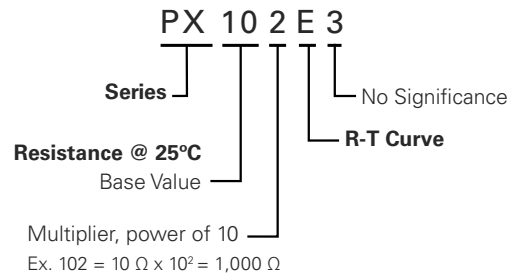 PX 10 2 E 3
Series
No Significance
R-T Curve
Resistance @ 25ºC
Base Value
Multiplier, power of 10
Ex. 102 = 10 Ω x 10² = 1,000 Ω